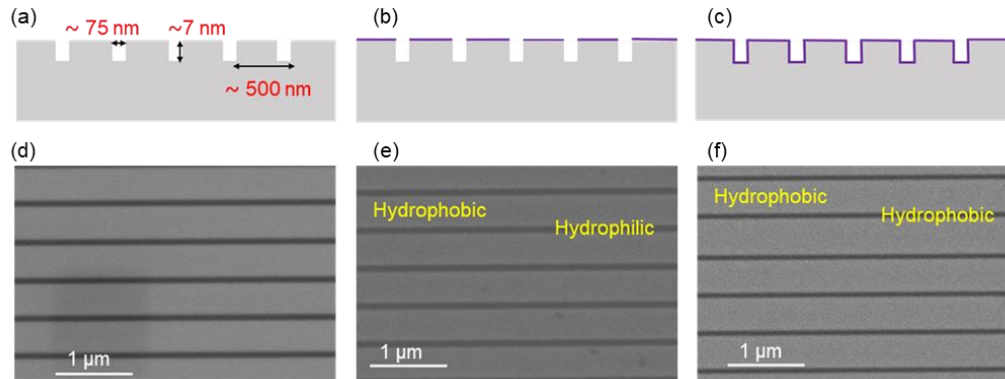 (a)
~ 75 nm
~7 nm
~ 500 nm
(b)
(c)
(d)
1 μm
(e)
Hydrophobic
Hydrophilic
1 μm
(f)
Hydrophobic
Hydrophobic
1 μm